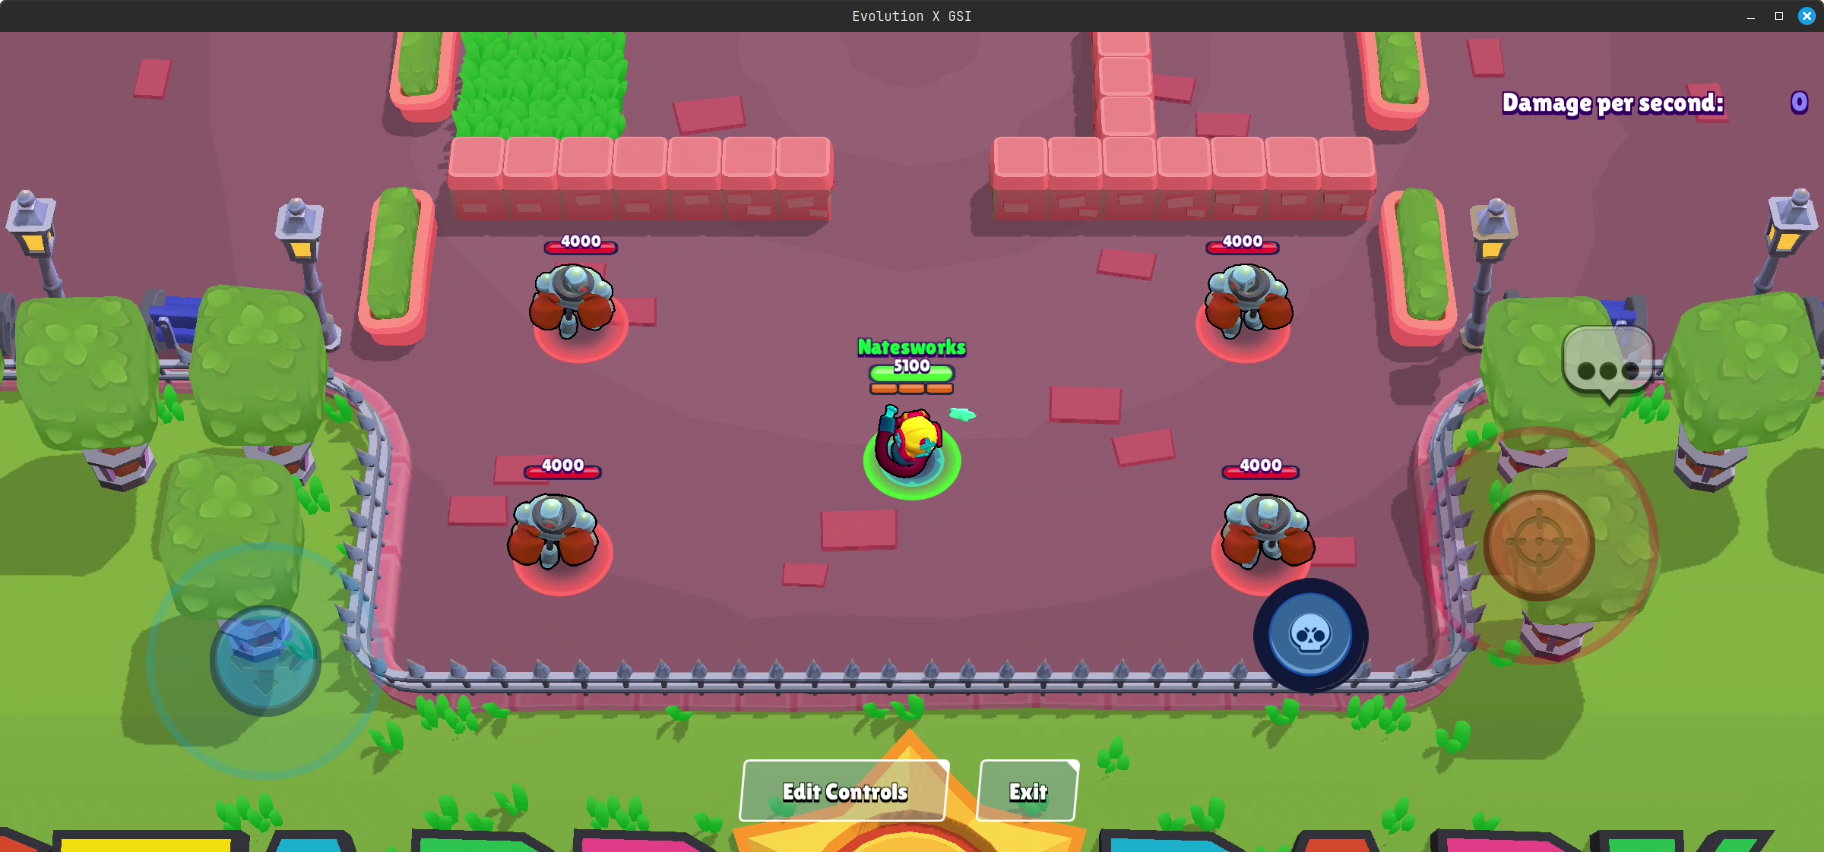 Evolution X GSI
Damage per second: 0
4000
4000
Natesworks
5100
4000
4000
Edit Controls
Exit